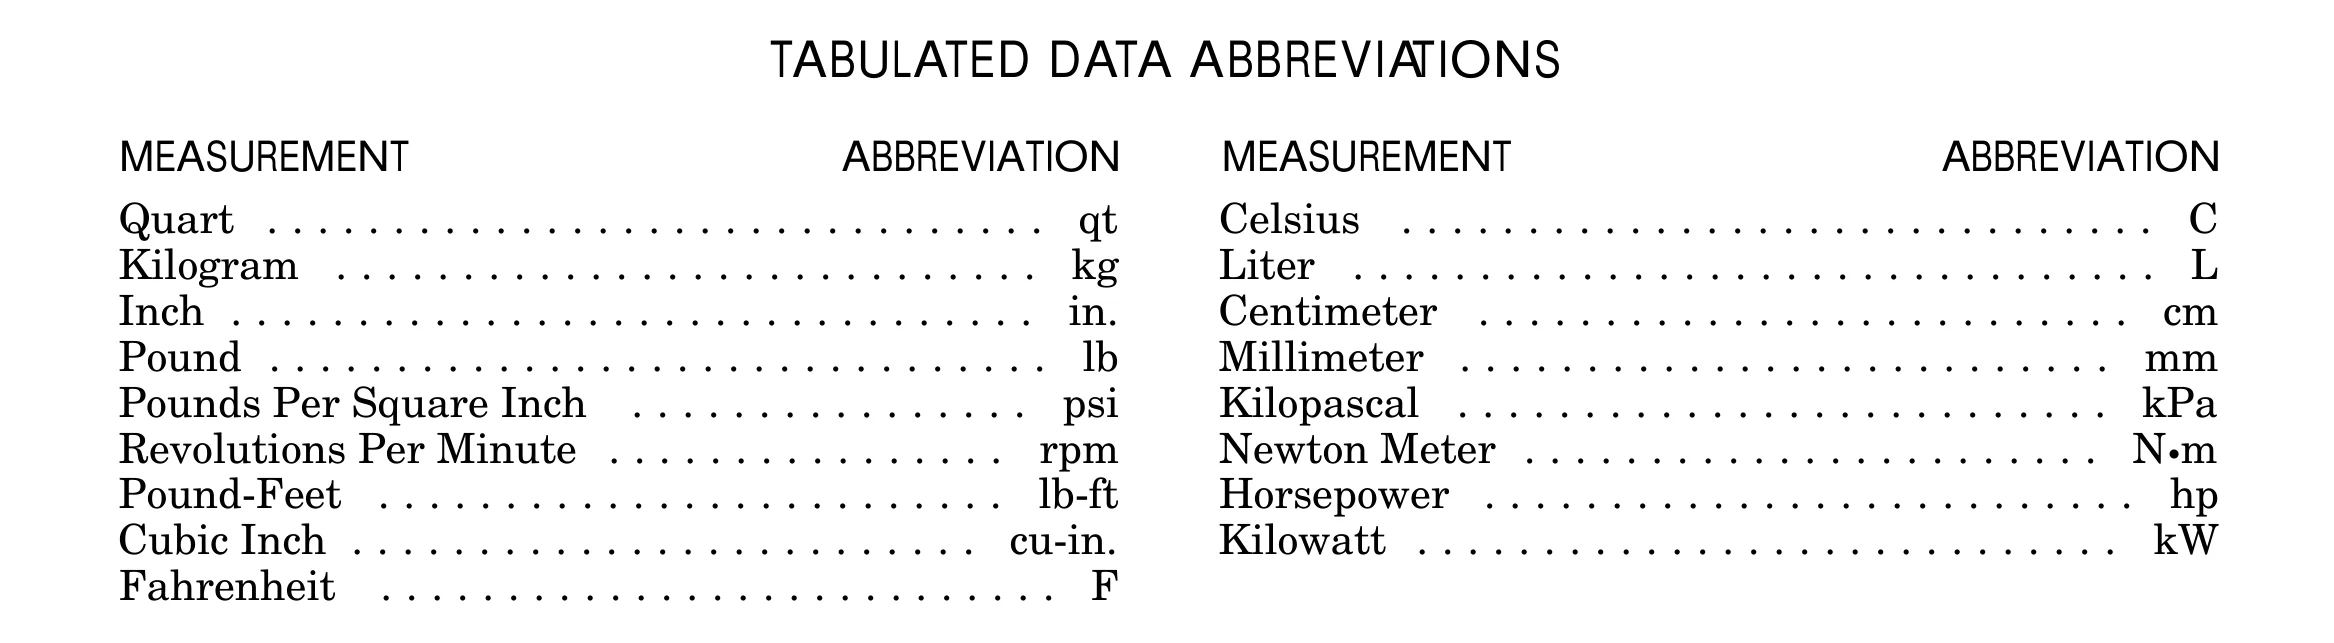 TABULATED DATA ABBREVIATIONS
MEASUREMENT ABBREVIATION
Quart . . . . . . . . . . . . . . . . . . . . . . . . . . . . . . . qt
Kilogram . . . . . . . . . . . . . . . . . . . . . . . . . . . . kg
Inch . . . . . . . . . . . . . . . . . . . . . . . . . . . . . . . . in.
Pound . . . . . . . . . . . . . . . . . . . . . . . . . . . . . . . lb
Pounds Per Square Inch . . . . . . . . . . . . . . . . psi
Revolutions Per Minute . . . . . . . . . . . . . . . . rpm
Pound-Feet . . . . . . . . . . . . . . . . . . . . . . . . . lb-ft
Cubic Inch . . . . . . . . . . . . . . . . . . . . . . . . . cu-in.
Fahrenheit . . . . . . . . . . . . . . . . . . . . . . . . . . . F
MEASUREMENT ABBREVIATION
Celsius . . . . . . . . . . . . . . . . . . . . . . . . . . . . . . C
Liter . . . . . . . . . . . . . . . . . . . . . . . . . . . . . . . . L
Centimeter . . . . . . . . . . . . . . . . . . . . . . . . . . cm
Millimeter . . . . . . . . . . . . . . . . . . . . . . . . . . mm
Kilopascal . . . . . . . . . . . . . . . . . . . . . . . . . . kPa
Newton Meter . . . . . . . . . . . . . . . . . . . . . . . N•m
Horsepower . . . . . . . . . . . . . . . . . . . . . . . . . . hp
Kilowatt . . . . . . . . . . . . . . . . . . . . . . . . . . . . kW